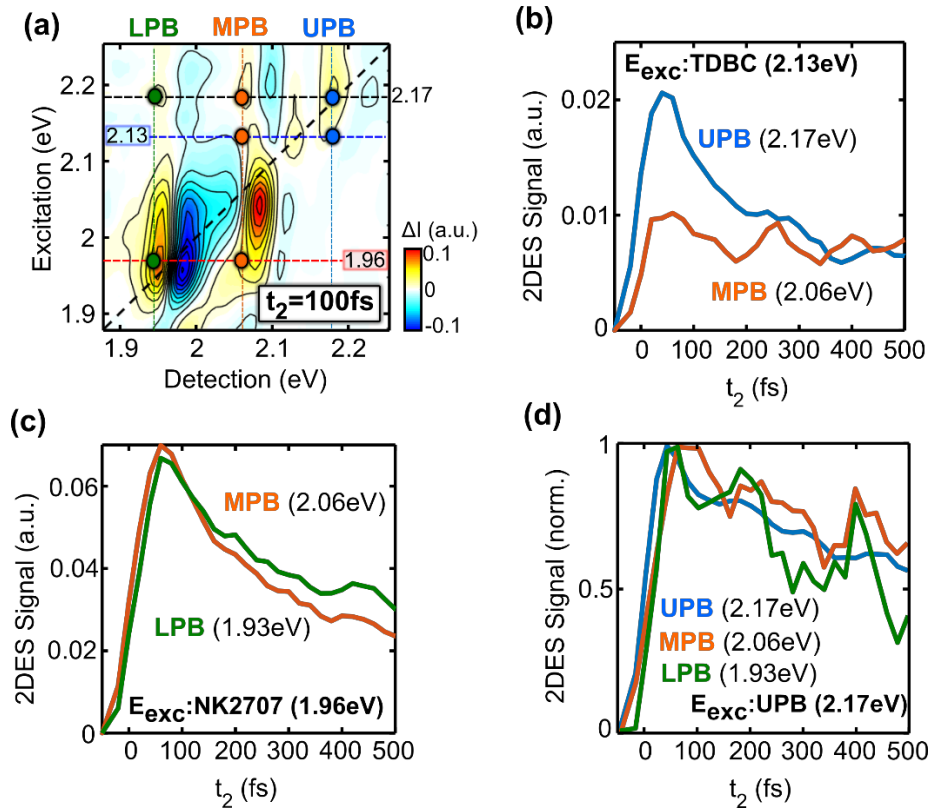 (a)
LPB MPB UPB
2.2
2.1
2
1.9
Excitation (eV)
2.17
2.13
1.96
ΔI (a.u.)
0.1
0
-0.1
t2=100fs
1.9 2 2.1 2.2
Detection (eV)
(b)
Eexc:TDBC (2.13eV)
0.02
0.01
0
2DES Signal (a.u.)
UPB (2.17eV)
MPB (2.06eV)
0 100 200 300 400 500
t2 (fs)
(c)
0.06
0.04
0.02
0
2DES Signal (a.u.)
MPB (2.06eV)
LPB (1.93eV)
Eexc:NK2707 (1.96eV)
0 100 200 300 400 500
t2 (fs)
(d)
1
0.5
0
2DES Signal (norm.)
UPB (2.17eV)
MPB (2.06eV)
LPB (1.93eV)
Eexc:UPB (2.17eV)
0 100 200 300 400 500
t2 (fs)